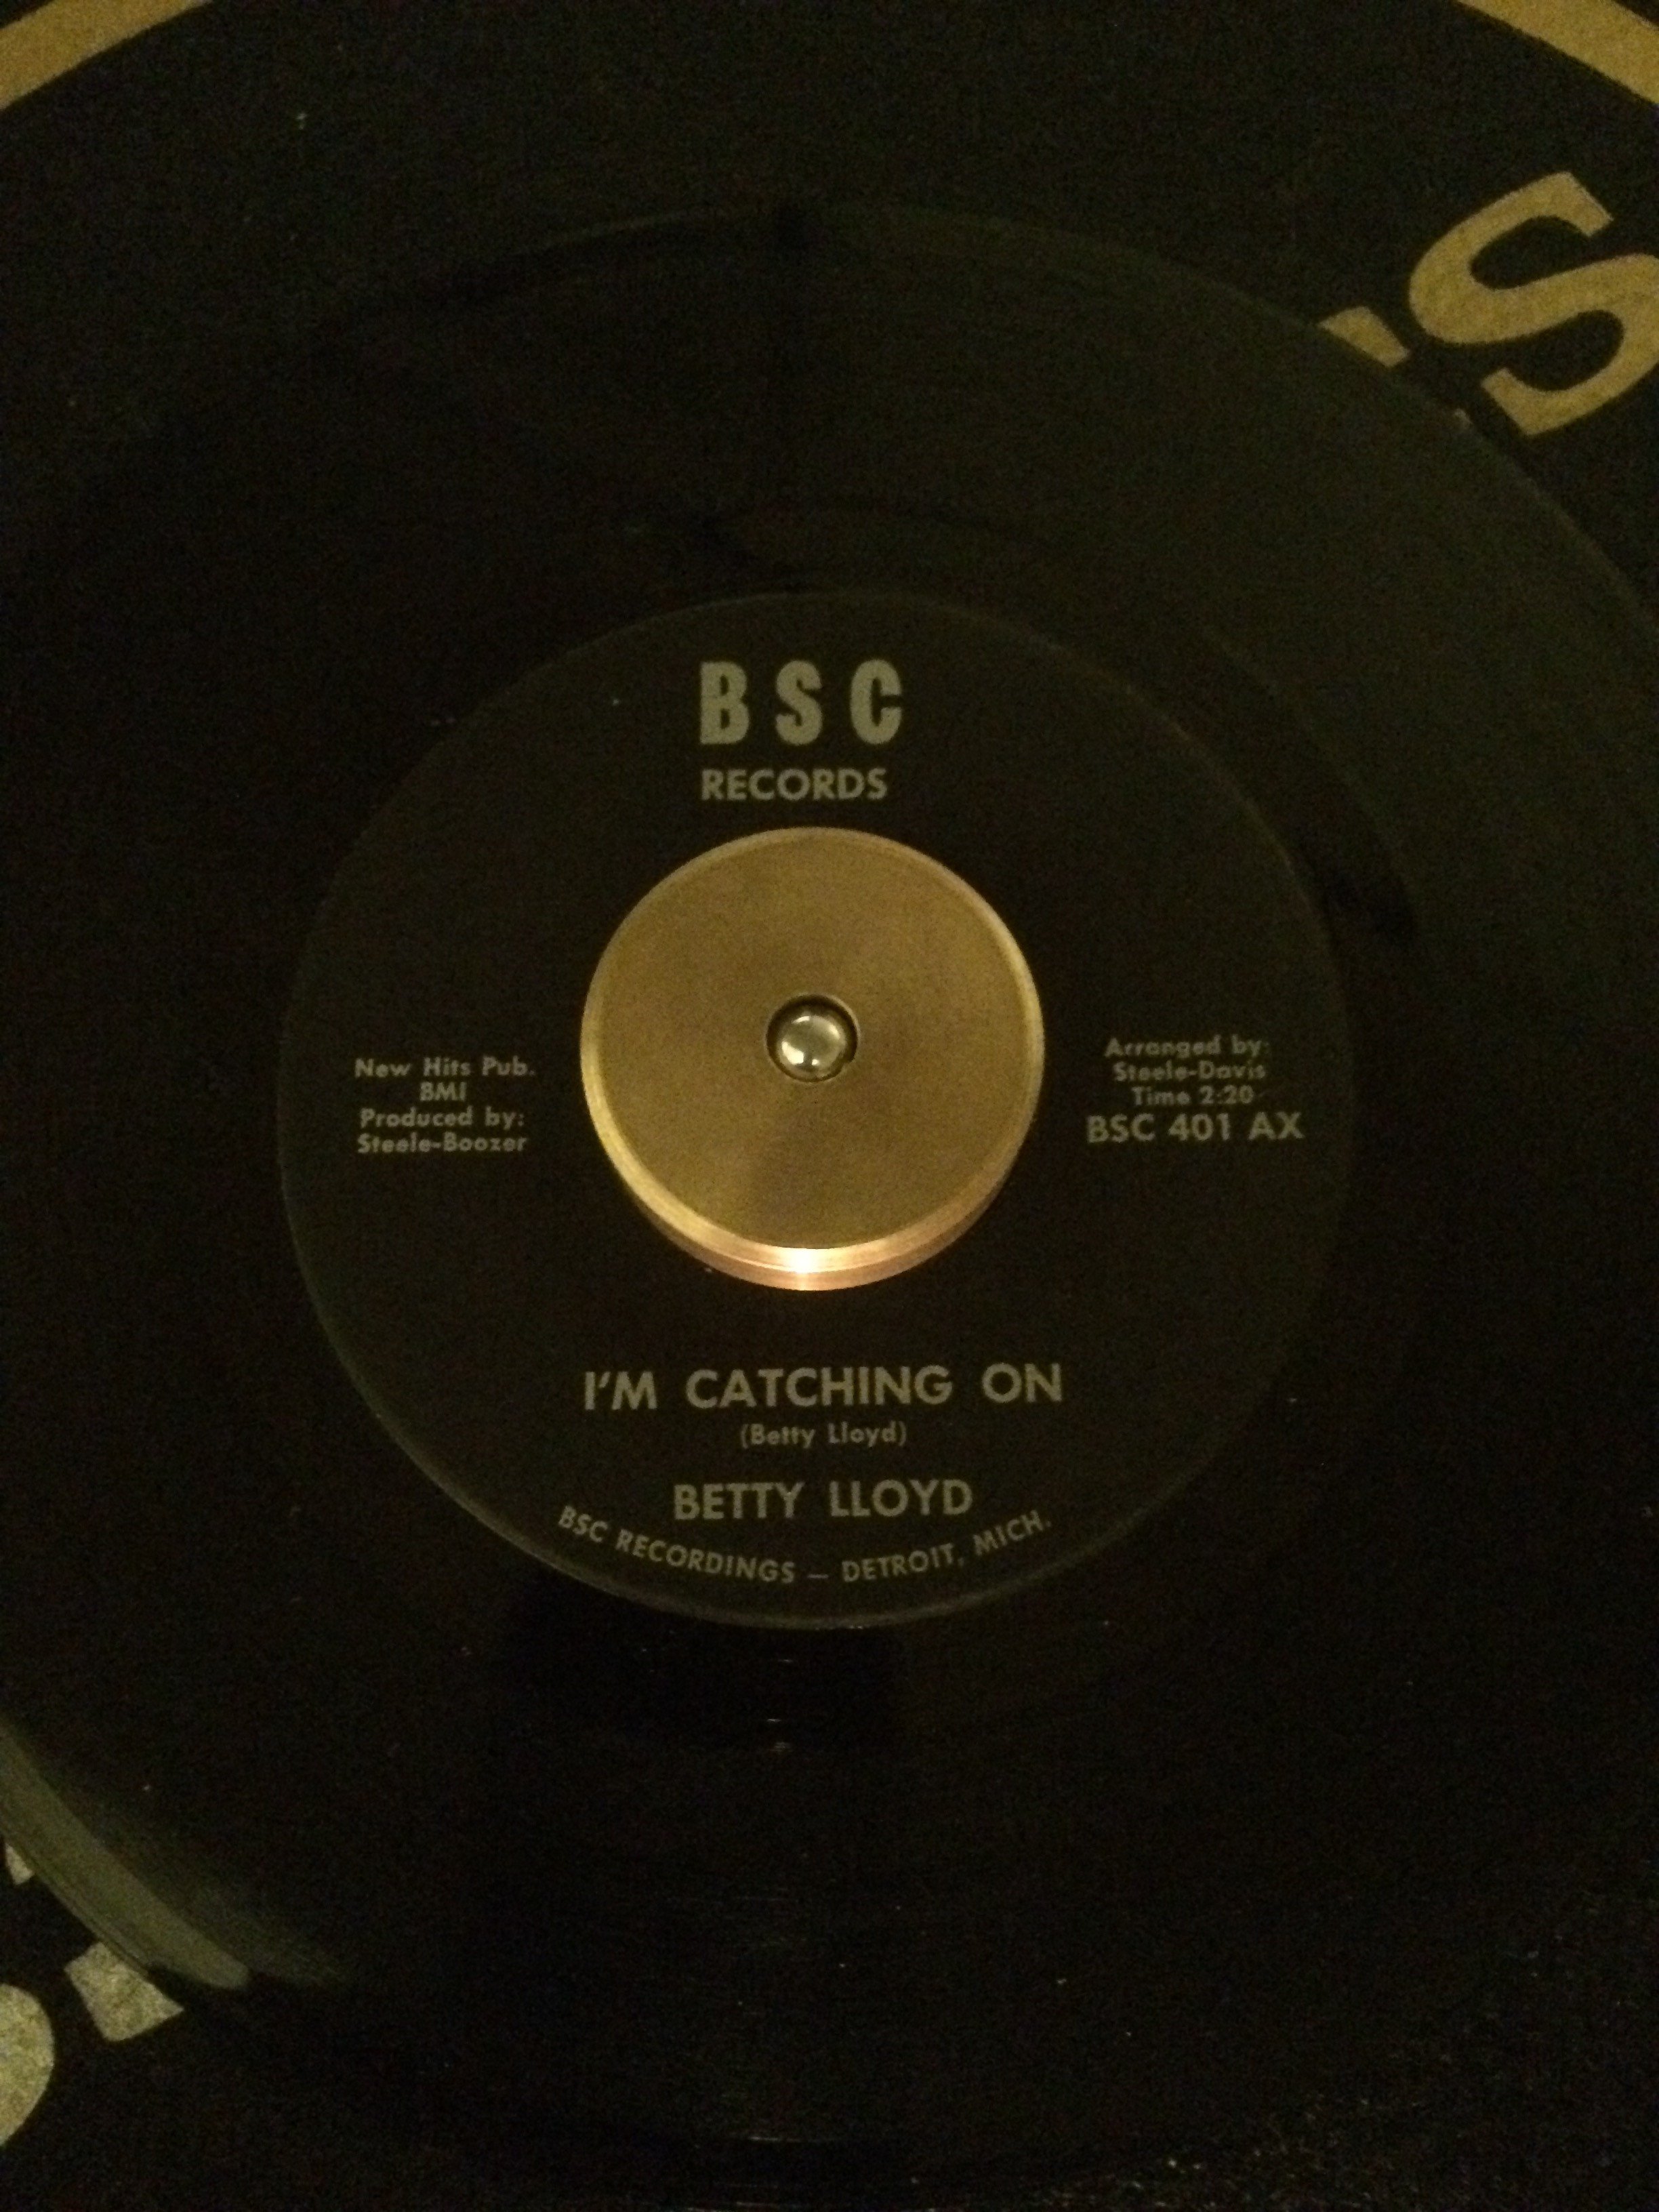 B S C
RECORDS
New Hits Pub.
BMI
Produced by:
Steele-Boozer
Arranged by:
Steele-Davis
Time 2:20
BSC 401 AX
I'M CATCHING ON
(Betty Lloyd)
BETTY LLOYD
BSC RECORDINGS — DETROIT, MICH.
'S